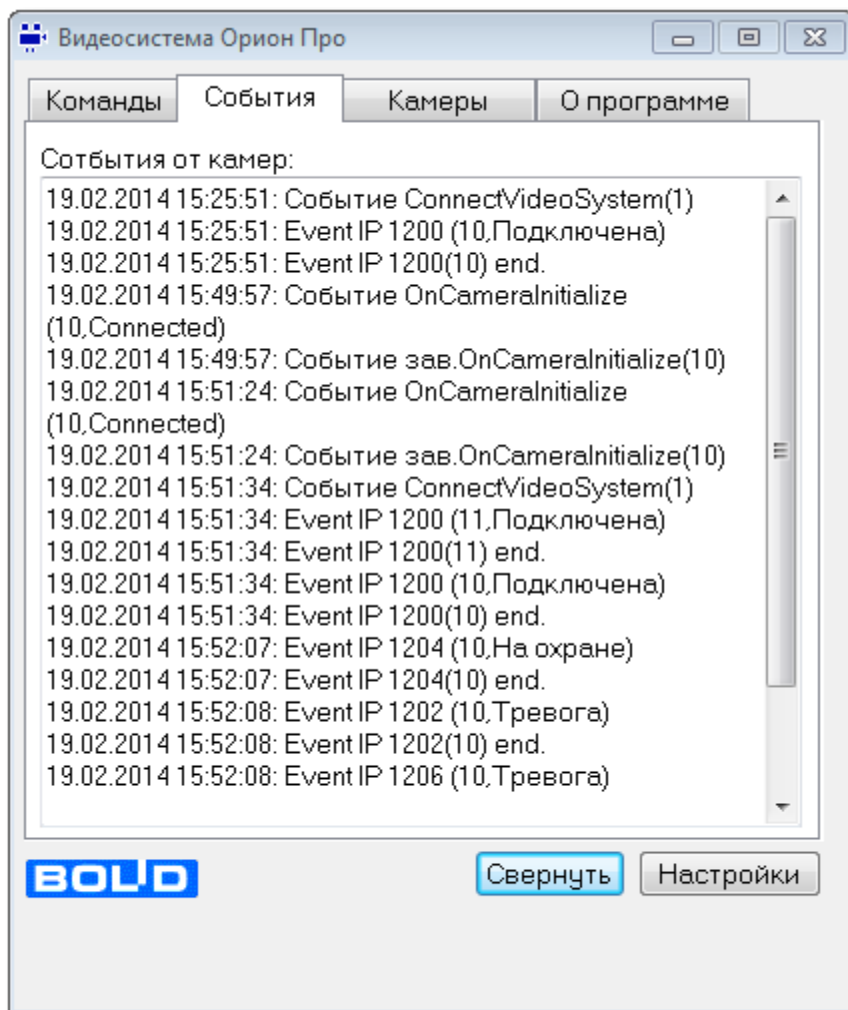 Видеосистема Орион Про
Команды События Камеры О программе
Сотбытия от камер:
19.02.2014 15:25:51: Событие ConnectVideoSystem(1)
19.02.2014 15:25:51: Event IP 1200 (10,Подключена)
19.02.2014 15:25:51: Event IP 1200(10) end.
19.02.2014 15:49:57: Событие OnCameraInitialize
(10,Connected)
19.02.2014 15:49:57: Событие зав.OnCameraInitialize(10)
19.02.2014 15:51:24: Событие OnCameraInitialize
(10,Connected)
19.02.2014 15:51:24: Событие зав.OnCameraInitialize(10)
19.02.2014 15:51:34: Событие ConnectVideoSystem(1)
19.02.2014 15:51:34: Event IP 1200 (11,Подключена)
19.02.2014 15:51:34: Event IP 1200(11) end.
19.02.2014 15:51:34: Event IP 1200 (10,Подключена)
19.02.2014 15:51:34: Event IP 1200(10) end.
19.02.2014 15:52:07: Event IP 1204 (10,На охране)
19.02.2014 15:52:07: Event IP 1204(10) end.
19.02.2014 15:52:08: Event IP 1202 (10,Тревога)
19.02.2014 15:52:08: Event IP 1202(10) end.
19.02.2014 15:52:08: Event IP 1206 (10,Тревога)
BOLID Свернуть Настройки